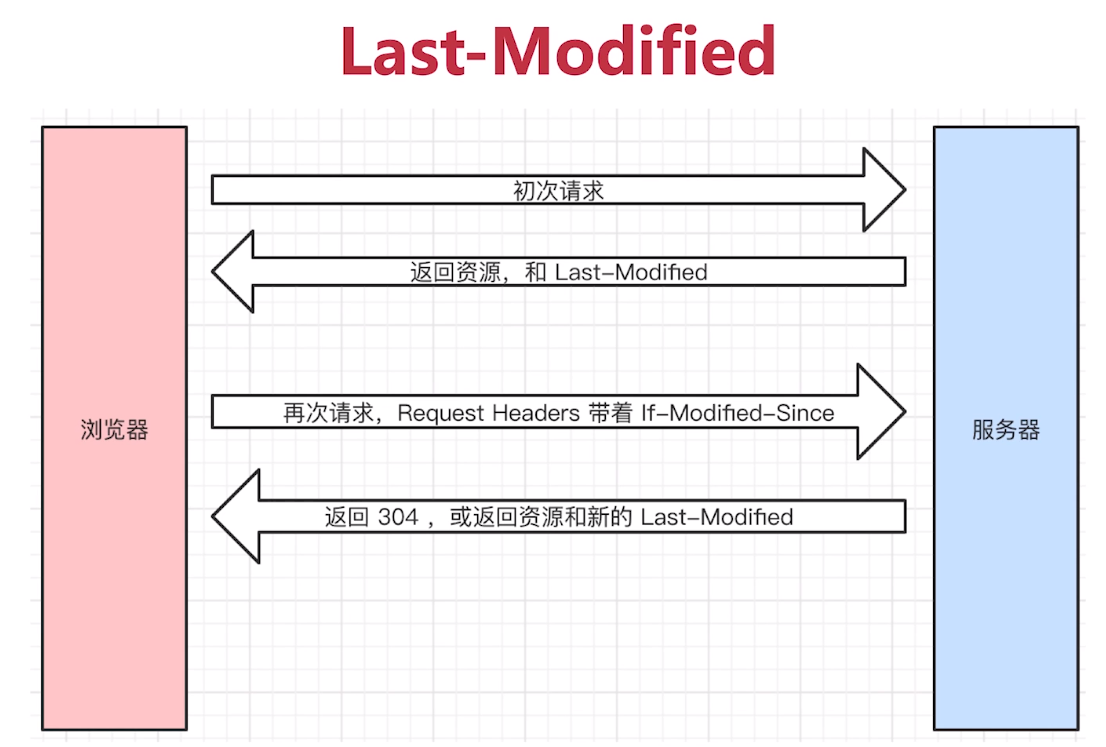 Last-Modified
初次请求
返回资源，和 Last-Modified
浏览器
再次请求，Request Headers 带着 If-Modified-Since
服务器
返回 304 ，或返回资源和新的 Last-Modified